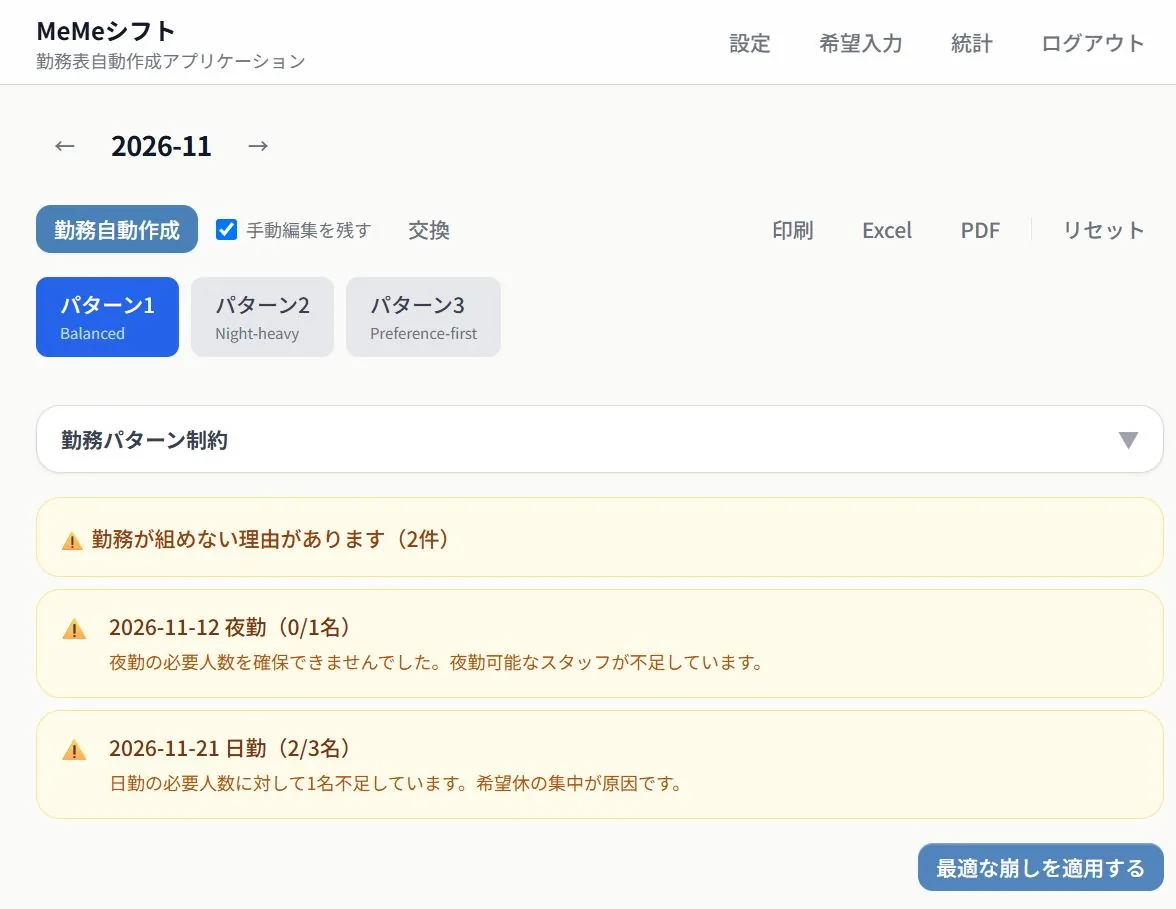 MeMeシフト
勤務表自動作成アプリケーション
設定
希望入力
統計
ログアウト
← 2026-11 →
勤務自動作成
手動編集を残す
交換
印刷
Excel
PDF
リセット
パターン1
Balanced
パターン2
Night-heavy
パターン3
Preference-first
勤務パターン制約
▼
⚠ 勤務が組めない理由があります（2件）
⚠ 2026-11-12 夜勤（0/1名）
夜勤の必要人数を確保できませんでした。夜勤可能なスタッフが不足しています。
⚠ 2026-11-21 日勤（2/3名）
日勤の必要人数に対して1名不足しています。希望休の集中が原因です。
最適な崩しを適用する